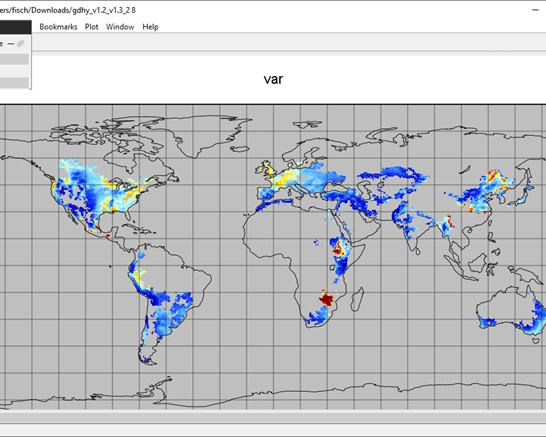 ers/fisch/Downloads/gdhy_v1.2_v1.3_2 8
Bookmarks Plot Window Help
e
var